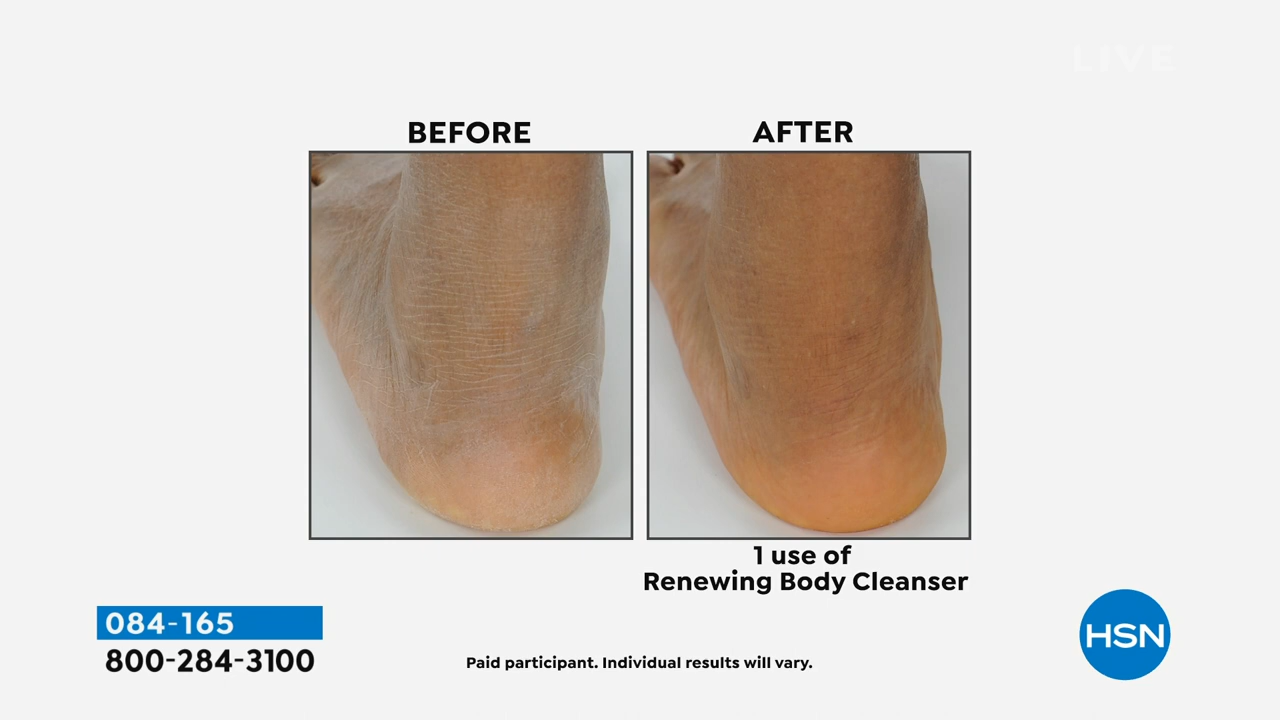 LIVE
BEFORE
AFTER
1 use of
Renewing Body Cleanser
084-165
800-284-3100
Paid participant. Individual results will vary.
HSN